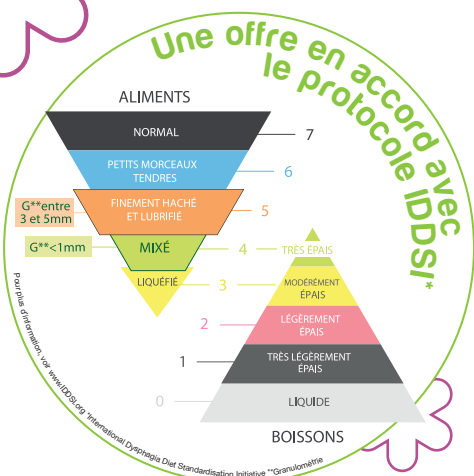 Une offre en accord avec
le protocole IDDSI*
ALIMENTS
NORMAL
7
PETITS MORCEAUX
TENDRES
6
G**entre
3 et 5mm
FINEMENT HACHÉ
ET LUBRIFIÉ
5
G**<1mm
MIXÉ
4
TRÈS ÉPAIS
LIQUÉFIÉ
3
MODÉRÉMENT
ÉPAIS
2
LÉGÈREMENT
ÉPAIS
1
TRÈS LÉGÈREMENT
ÉPAIS
0
LIQUIDE
BOISSONS
Pour plus d'information, voir www.IDDSI.org *International Dysphagia Diet Standardisation Initiative **Granulométrie